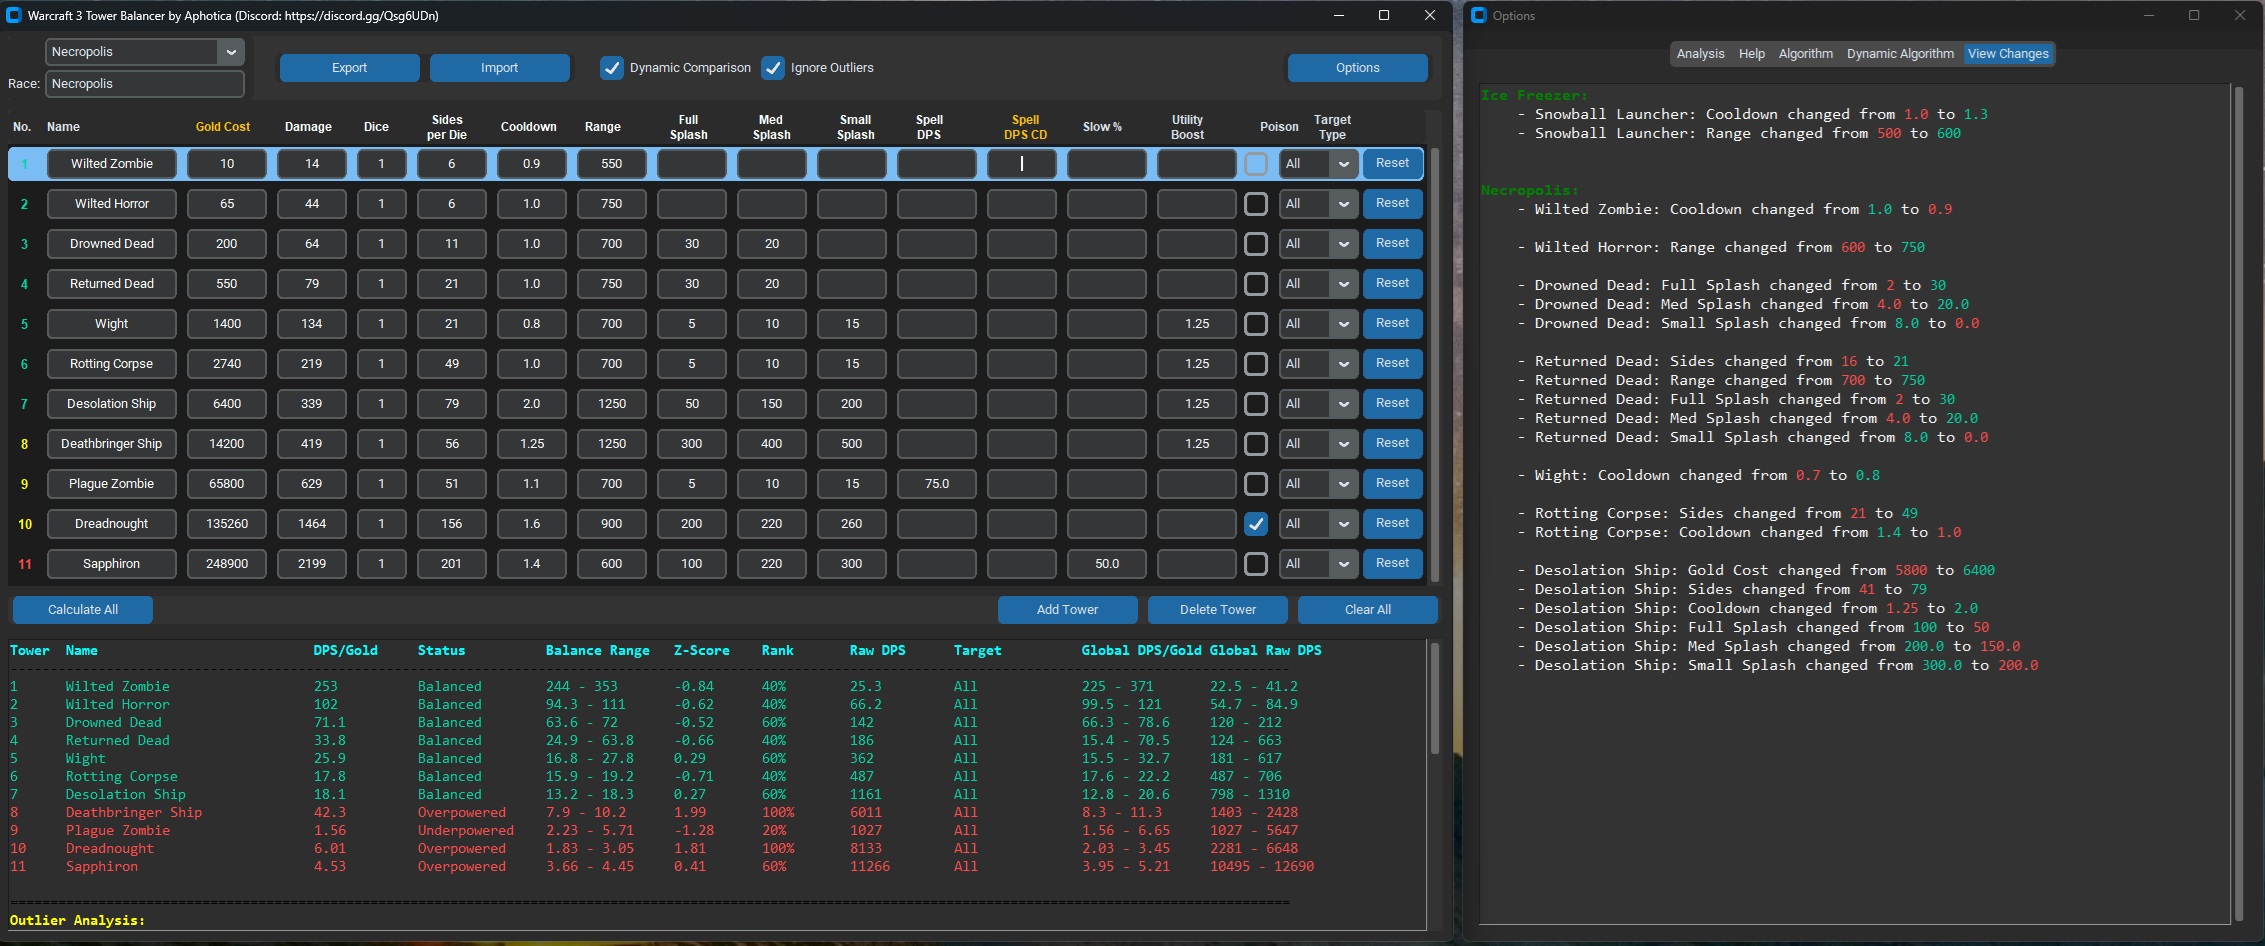 Warcraft 3 Tower Balancer by Aphotica (Discord: https://discord.gg/Qsg6UDn)
Necropolis
Race: Necropolis
Export Import Dynamic Comparison Ignore Outliers Options
No. Name Gold Cost Damage Dice Sides per Die Cooldown Range Full Splash Med Splash Small Splash Spell DPS Spell DPS CD Slow % Utility Boost Poison Target Type
1 Wilted Zombie 10 14 1 6 0.9 550 All Reset
2 Wilted Horror 65 44 1 6 1.0 750 All Reset
3 Drowned Dead 200 64 1 11 1.0 700 30 20 All Reset
4 Returned Dead 550 79 1 21 1.0 750 30 20 All Reset
5 Wight 1400 134 1 21 0.8 700 5 10 15 1.25 All Reset
6 Rotting Corpse 2740 219 1 49 1.0 700 5 10 15 1.25 All Reset
7 Desolation Ship 6400 339 1 79 2.0 1250 50 150 200 1.25 All Reset
8 Deathbringer Ship 14200 419 1 56 1.25 1250 300 400 500 1.25 All Reset
9 Plague Zombie 65800 629 1 51 1.1 700 5 10 15 75.0 All Reset
10 Dreadnought 135260 1464 1 156 1.6 900 200 220 260 All Reset
11 Sapphiron 248900 2199 1 201 1.4 600 100 220 300 50.0 All Reset
Calculate All Add Tower Delete Tower Clear All
Tower Name DPS/Gold Status Balance Range Z-Score Rank Raw DPS Target Global DPS/Gold Global Raw DPS
1 Wilted Zombie 253 Balanced 244 - 353 -0.84 40% 25.3 All 225 - 371 22.5 - 41.2
2 Wilted Horror 102 Balanced 94.3 - 111 -0.62 40% 66.2 All 99.5 - 121 54.7 - 84.9
3 Drowned Dead 71.1 Balanced 63.6 - 72 -0.52 60% 142 All 66.3 - 78.6 120 - 212
4 Returned Dead 33.8 Balanced 24.9 - 63.8 -0.66 40% 186 All 15.4 - 70.5 124 - 663
5 Wight 25.9 Balanced 16.8 - 27.8 0.29 60% 362 All 15.5 - 32.7 181 - 617
6 Rotting Corpse 17.8 Balanced 15.9 - 19.2 -0.71 40% 487 All 17.6 - 22.2 487 - 706
7 Desolation Ship 18.1 Balanced 13.2 - 18.3 0.27 60% 1161 All 12.8 - 20.6 798 - 1310
8 Deathbringer Ship 42.3 Overpowered 7.9 - 10.2 1.99 100% 6011 All 8.3 - 11.3 1403 - 2428
9 Plague Zombie 1.56 Underpowered 2.23 - 5.71 -1.28 20% 1027 All 1.56 - 6.65 1027 - 5647
10 Dreadnought 6.01 Overpowered 1.83 - 3.05 1.81 100% 8133 All 2.03 - 3.45 2281 - 6648
11 Sapphiron 4.53 Overpowered 3.66 - 4.45 0.41 60% 11266 All 3.95 - 5.21 10495 - 12690
Outlier Analysis:
Options
Analysis Help Algorithm Dynamic Algorithm View Changes
Ice Freezer:
- Snowball Launcher: Cooldown changed from 1.0 to 1.3
- Snowball Launcher: Range changed from 500 to 600
Necropolis:
- Wilted Zombie: Cooldown changed from 1.0 to 0.9
- Wilted Horror: Range changed from 600 to 750
- Drowned Dead: Full Splash changed from 2 to 30
- Drowned Dead: Med Splash changed from 4.0 to 20.0
- Drowned Dead: Small Splash changed from 8.0 to 0.0
- Returned Dead: Sides changed from 16 to 21
- Returned Dead: Range changed from 700 to 750
- Returned Dead: Full Splash changed from 2 to 30
- Returned Dead: Med Splash changed from 4.0 to 20.0
- Returned Dead: Small Splash changed from 8.0 to 0.0
- Wight: Cooldown changed from 0.7 to 0.8
- Rotting Corpse: Sides changed from 21 to 49
- Rotting Corpse: Cooldown changed from 1.4 to 1.0
- Desolation Ship: Gold Cost changed from 5800 to 6400
- Desolation Ship: Sides changed from 41 to 79
- Desolation Ship: Cooldown changed from 1.25 to 2.0
- Desolation Ship: Full Splash changed from 100 to 50
- Desolation Ship: Med Splash changed from 200.0 to 150.0
- Desolation Ship: Small Splash changed from 300.0 to 200.0